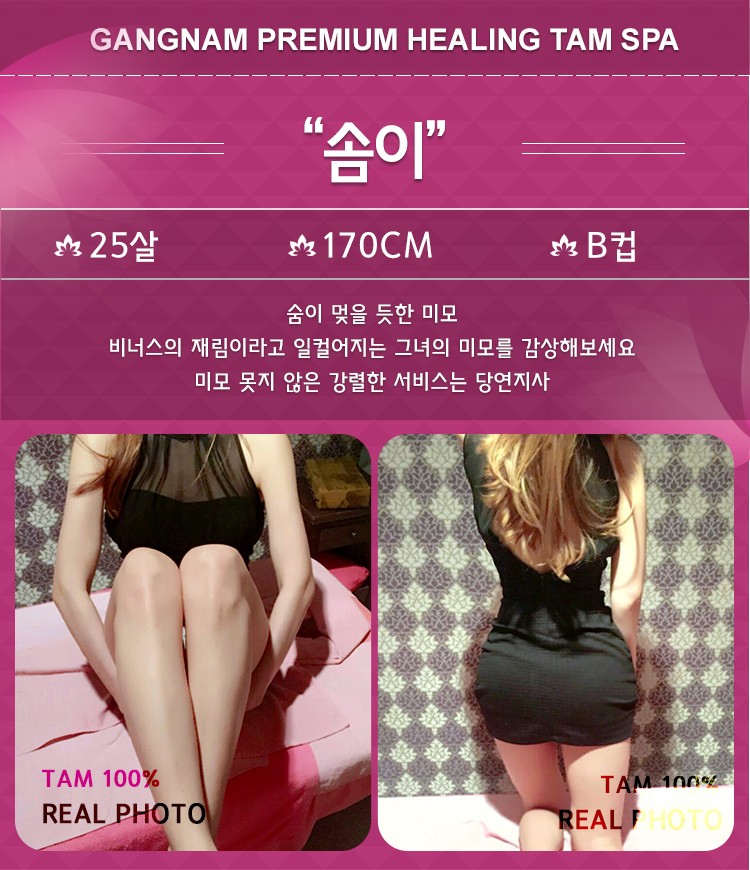 GANGNAM PREMIUM HEALING TAM SPA
“솜이”
25살 170CM B컵
숨이 멎을 듯한 미모
비너스의 재림이라고 일컬어지는 그녀의 미모를 감상해보세요
미모 못지 않은 강렬한 서비스는 당연지사
TAM 100%
REAL PHOTO
TAM 100%
REAL PHOTO